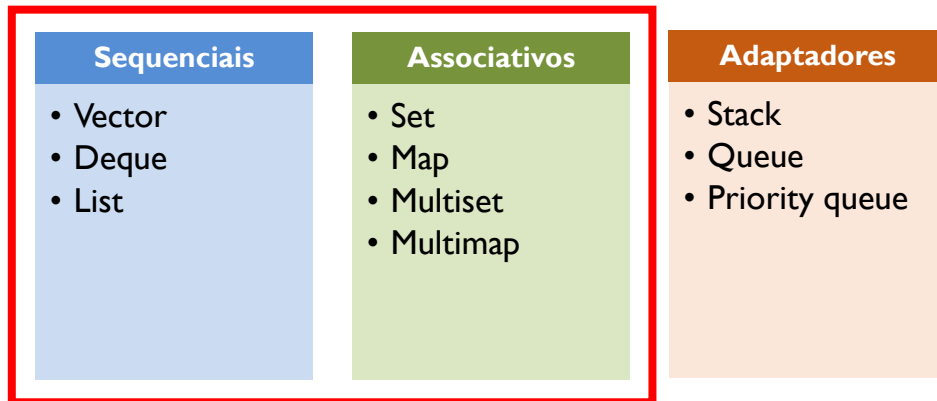 Sequenciais
• Vector
• Deque
• List
Associativos
• Set
• Map
• Multiset
• Multimap
Adaptadores
• Stack
• Queue
• Priority queue